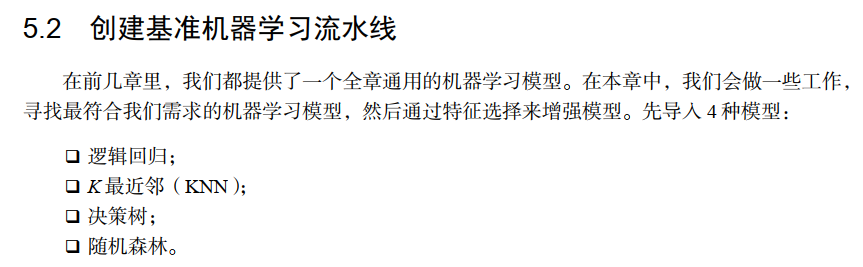 5.2 创建基准机器学习流水线
在前几章里，我们都提供了一个全章通用的机器学习模型。在本章中，我们会做一些工作，
寻找最符合我们需求的机器学习模型，然后通过特征选择来增强模型。先导入 4 种模型：
❑ 逻辑回归；
❑ K 最近邻（KNN）；
❑ 决策树；
❑ 随机森林。